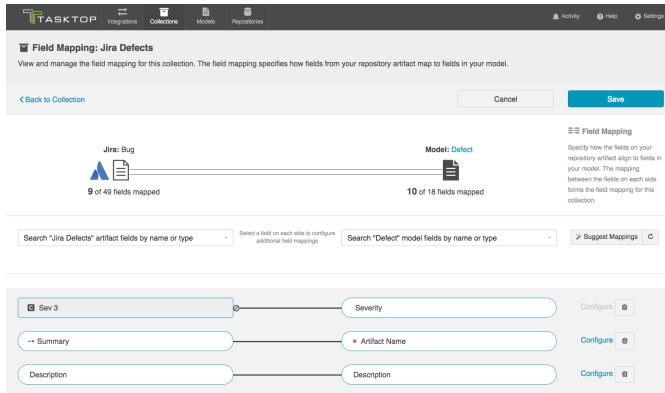 TASKTOP
Integrations
Collections
Models
Repositories
Activity
Help
Settings
Field Mapping: Jira Defects
View and manage the field mapping for this collection. The field mapping specifies how fields from your repository artifact map to fields in your model.
Back to Collection
Cancel
Save
Jira: Bug
9 of 49 fields mapped
Model: Defect
10 of 18 fields mapped
Field Mapping
Specify how the fields on your
repository artifact align to fields in
your model. The mapping
between the fields on each side
forms the field mapping for this
collection.
Search "Jira Defects" artifact fields by name or type
Select a field on each side to configure
additional field mappings
Search "Defect" model fields by name or type
Suggest Mappings
C Sev 3
Severity
Configure
Summary
* Artifact Name
Configure
Description
Description
Configure